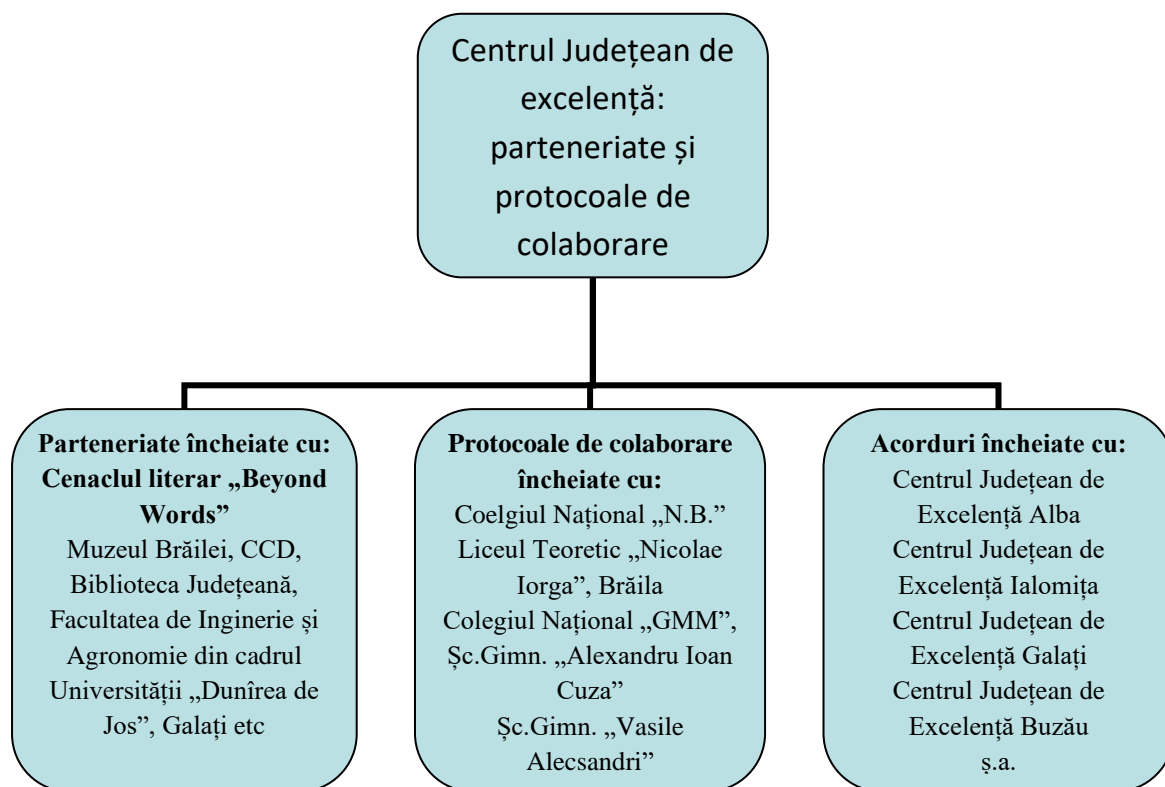 Centrul Județean de
excelență:
parteneriate și
protocoale de
colaborare
Parteneriate încheiate cu:
Cenaclul literar „Beyond
Words”
Muzeul Brăilei, CCD,
Biblioteca Județeană,
Facultatea de Inginerie și
Agronomie din cadrul
Universității „Dunîrea de
Jos”, Galați etc
Protocoale de colaborare
încheiate cu:
Coelgiul Național „N.B.”
Liceul Teoretic „Nicolae
Iorga”, Brăila
Colegiul Național „GMM”,
Șc.Gimn. „Alexandru Ioan
Cuza”
Șc.Gimn. „Vasile
Alecsandri”
Acorduri încheiate cu:
Centrul Județean de
Excelență Alba
Centrul Județean de
Excelență Ialomița
Centrul Județean de
Excelență Galați
Centrul Județean de
Excelență Buzău
ș.a.